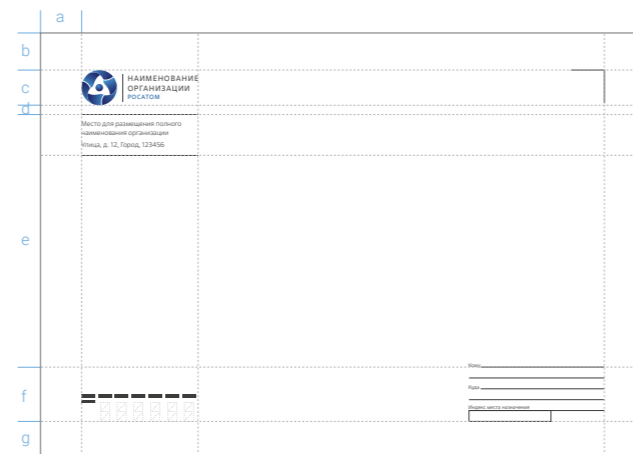 a
b
c
НАИМЕНОВАНИЕ
ОРГАНИЗАЦИИ
РОСАТОМ
d
Место для размещения полного
наименования организации
Улица, д. 12, Город, 123456
e
Кому
Куда
Индекс места назначения
f
g